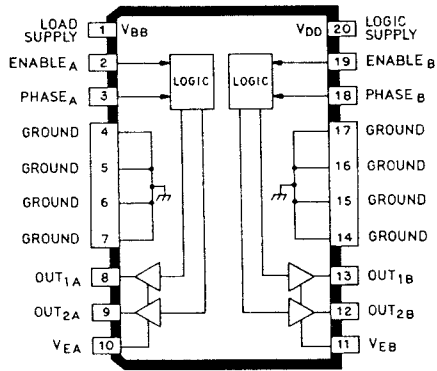 LOAD SUPPLY 1 VBB VDD 20 LOGIC SUPPLY
ENABLEA 2 LOGIC LOGIC 19 ENABLEB
PHASEA 3 18 PHASEB
GROUND 4 17 GROUND
GROUND 5 16 GROUND
GROUND 6 15 GROUND
GROUND 7 14 GROUND
OUT1A 8 13 OUT1B
OUT2A 9 12 OUT2B
VEA 10 11 VEB